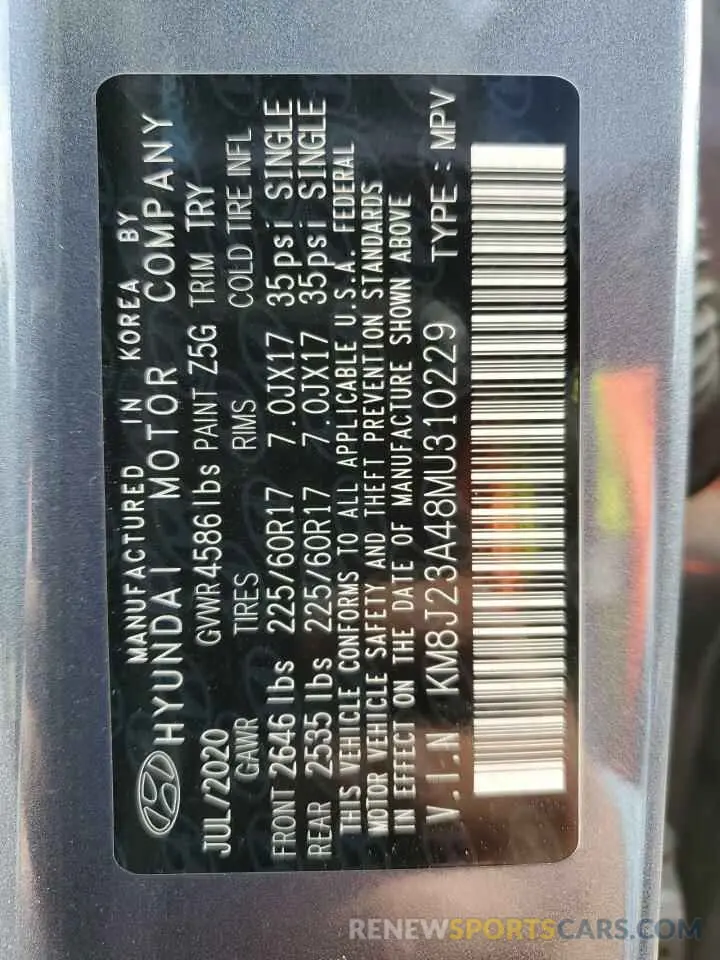 MANUFACTURED IN KOREA BY
HYUNDAI MOTOR COMPANY
JUL/2020 GVWR4586lbs PAINT Z5G TRIM TRY
GAWR TIRES RIMS COLD TIRE INFL
FRONT 2646 lbs 225/60R17 7.0JX17 35psi SINGLE
REAR 2535 lbs 225/60R17 7.0JX17 35psi SINGLE
THIS VEHICLE CONFORMS TO ALL APPLICABLE U.S.A. FEDERAL
MOTOR VEHICLE SAFETY AND THEFT PREVENTION STANDARDS
IN EFFECT ON THE DATE OF MANUFACTURE SHOWN ABOVE
V.I.N KM8J23A48MU310229 TYPE: MPV
RENEWSPORTSCARS.COM